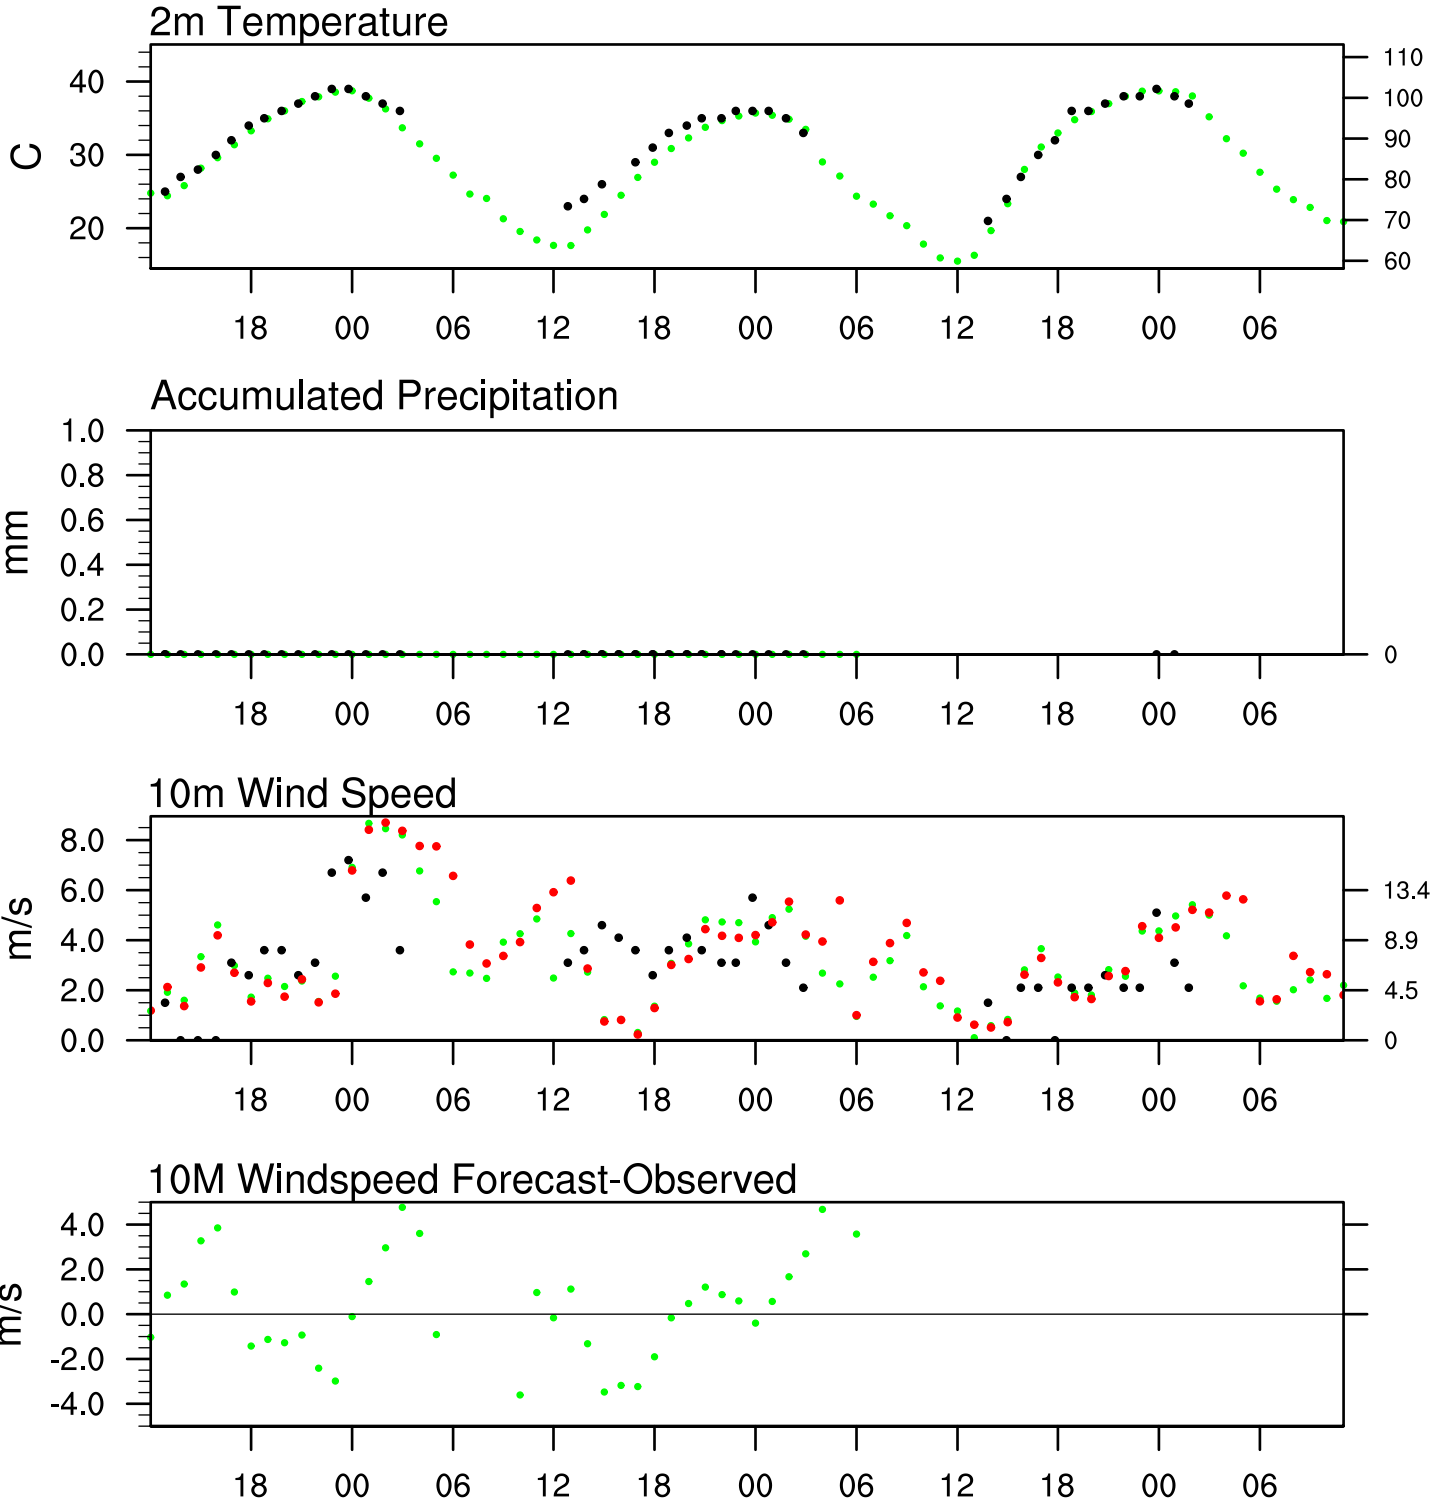 2m Temperature
40 110
100
C 30 90
80
20 70
60
18 00 06 12 18 00 06 12 18 00 06
Accumulated Precipitation
1.0
0.8
0.6
mm
0.4
0.2
0.0 0
18 00 06 12 18 00 06 12 18 00 06
10m Wind Speed
8.0
6.0 13.4
m/s
4.0 8.9
2.0 4.5
0.0 0
18 00 06 12 18 00 06 12 18 00 06
10M Windspeed Forecast-Observed
4.0
2.0
m/s 0.0
-2.0
-4.0
18 00 06 12 18 00 06 12 18 00 06